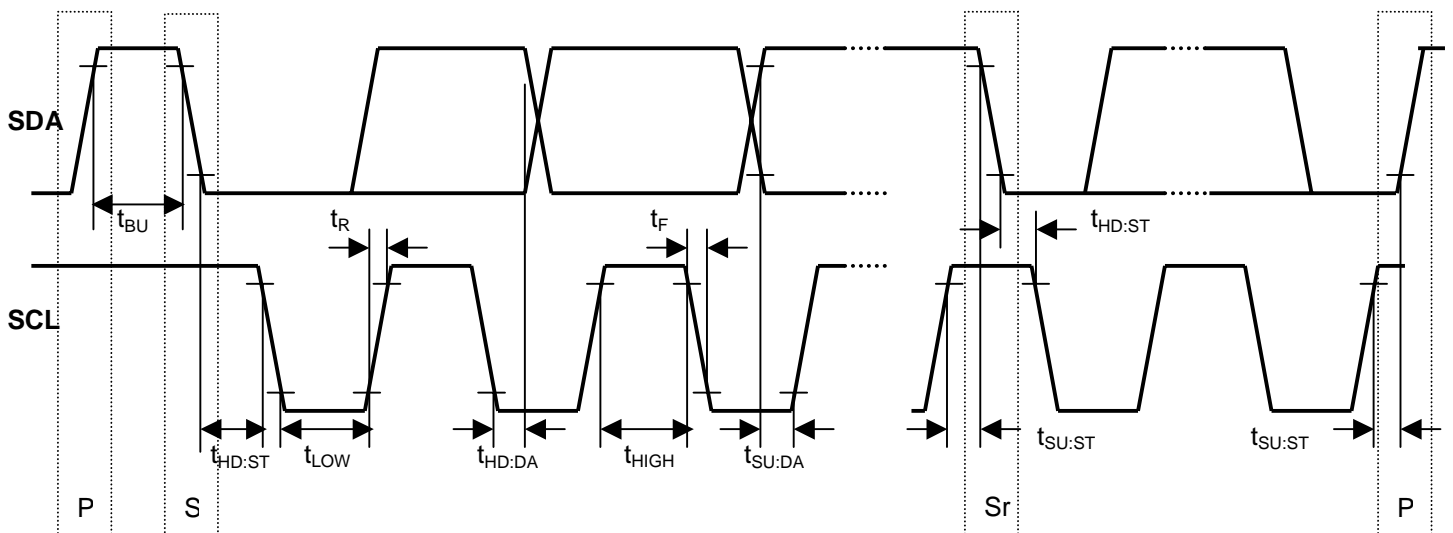 SDA
t_BU
t_R
t_F
t_HD:ST
SCL
t_HD:ST
t_LOW
t_HD:DA
t_HIGH
t_SU:DA
t_SU:ST
t_SU:ST
P
S
Sr
P